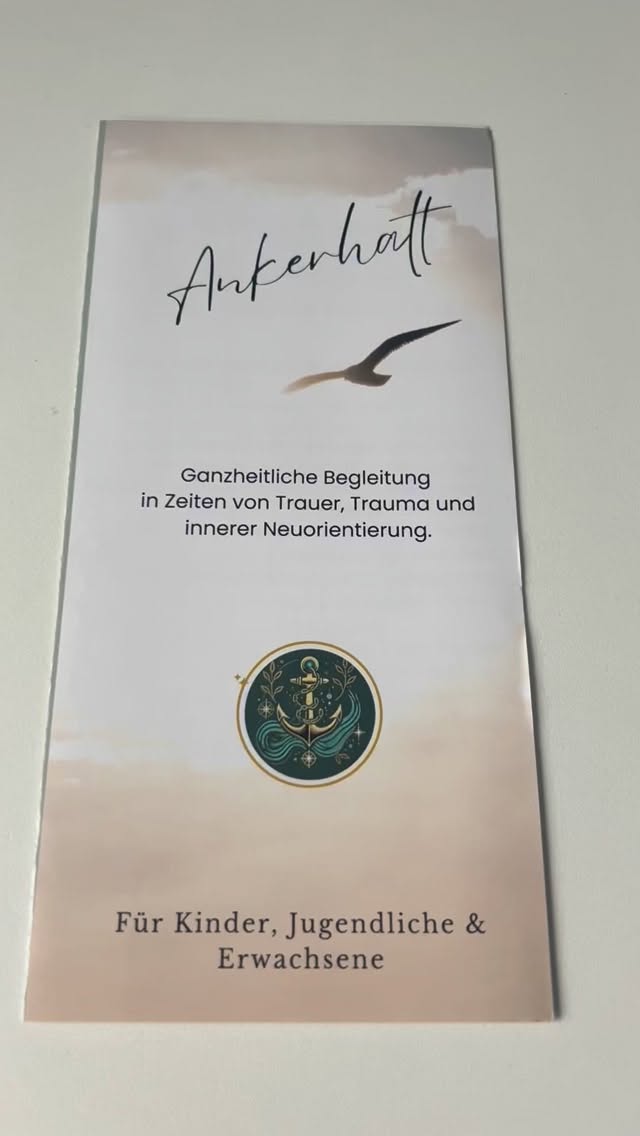 Ankerhalt
Ganzheitliche Begleitung
in Zeiten von Trauer, Trauma und
innerer Neuorientierung.
Für Kinder, Jugendliche &
Erwachsene